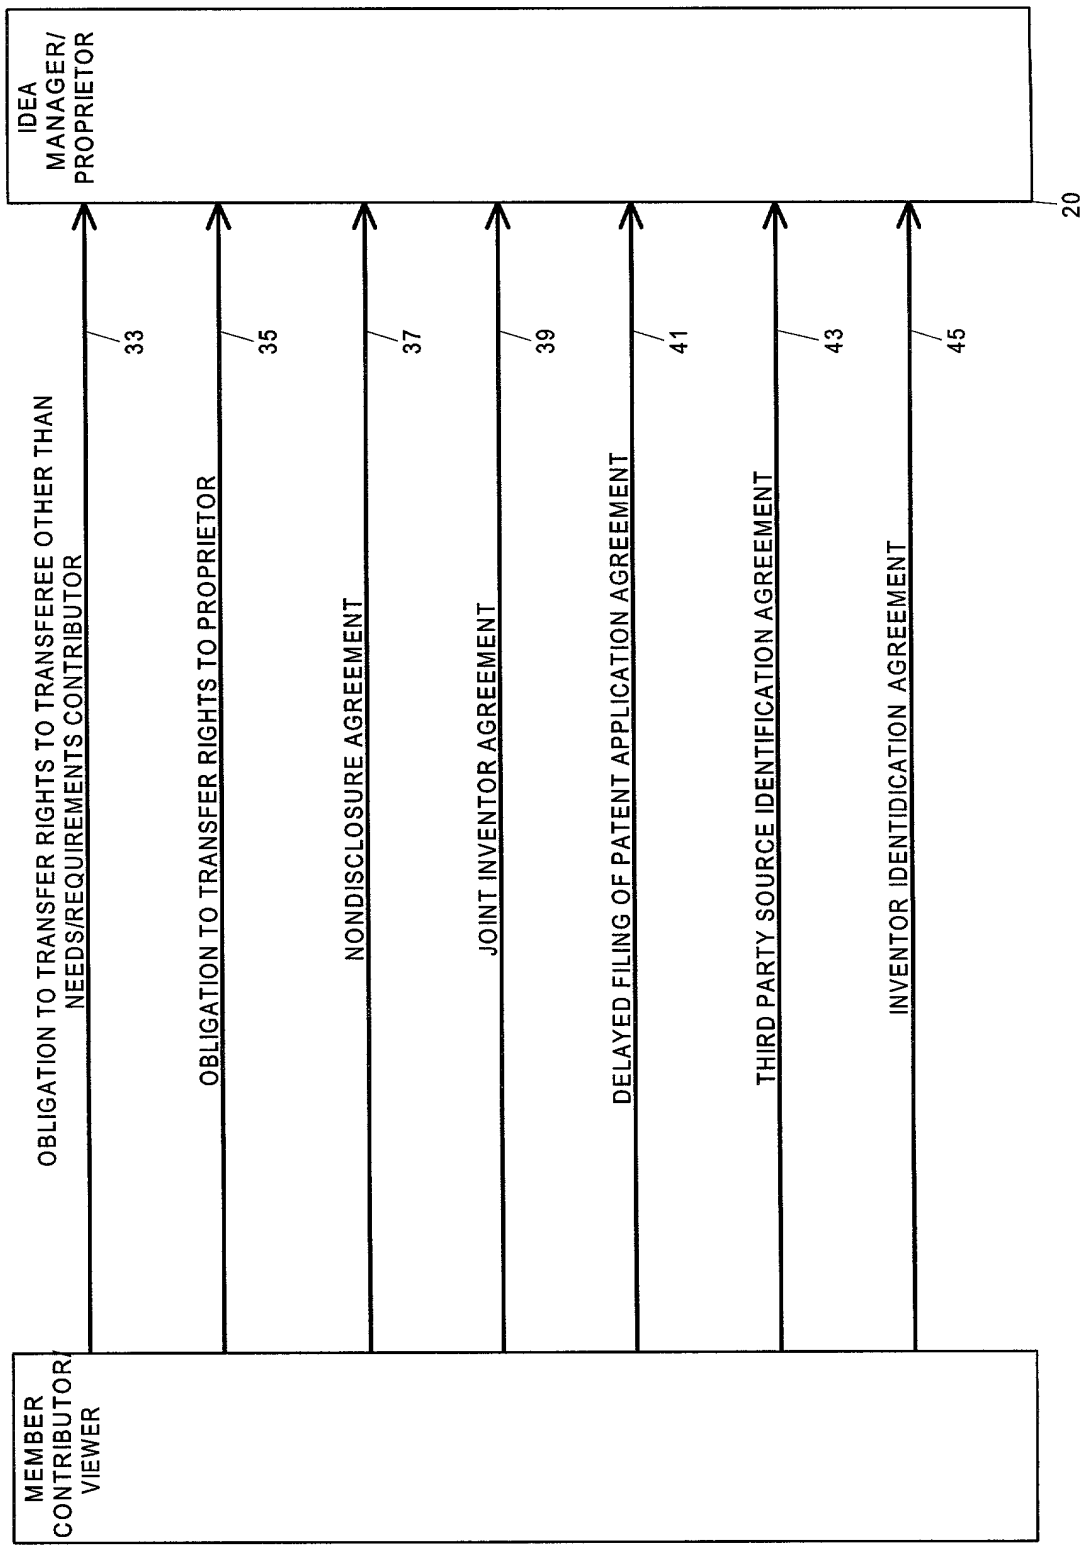 MEMBER
CONTRIBUTOR/
VIEWER
IDEA
MANAGER/
PROPRIETOR
OBLIGATION TO TRANSFER RIGHTS TO TRANSFEREE OTHER THAN
NEEDS/REQUIREMENTS CONTRIBUTOR
33
OBLIGATION TO TRANSFER RIGHTS TO PROPRIETOR
35
NONDISCLOSURE AGREEMENT
37
JOINT INVENTOR AGREEMENT
39
DELAYED FILING OF PATENT APPLICATION AGREEMENT
41
THIRD PARTY SOURCE IDENTIFICATION AGREEMENT
43
INVENTOR IDENTIDICATION AGREEMENT
45
20